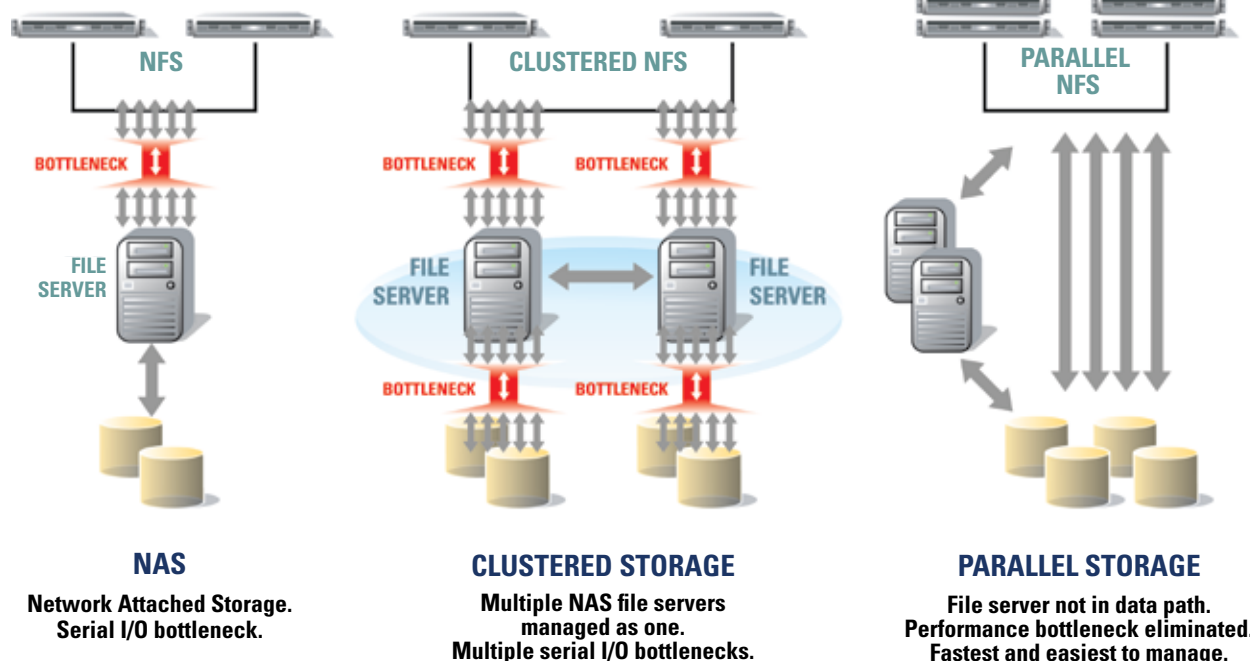 NFS
BOTTLENECK
FILE
SERVER
NAS
Network Attached Storage.
Serial I/O bottleneck.
CLUSTERED NFS
BOTTLENECK
BOTTLENECK
FILE
SERVER
FILE
SERVER
BOTTLENECK
BOTTLENECK
CLUSTERED STORAGE
Multiple NAS file servers
managed as one.
Multiple serial I/O bottlenecks.
PARALLEL
NFS
PARALLEL STORAGE
File server not in data path.
Performance bottleneck eliminated.
Fastest and easiest to manage.